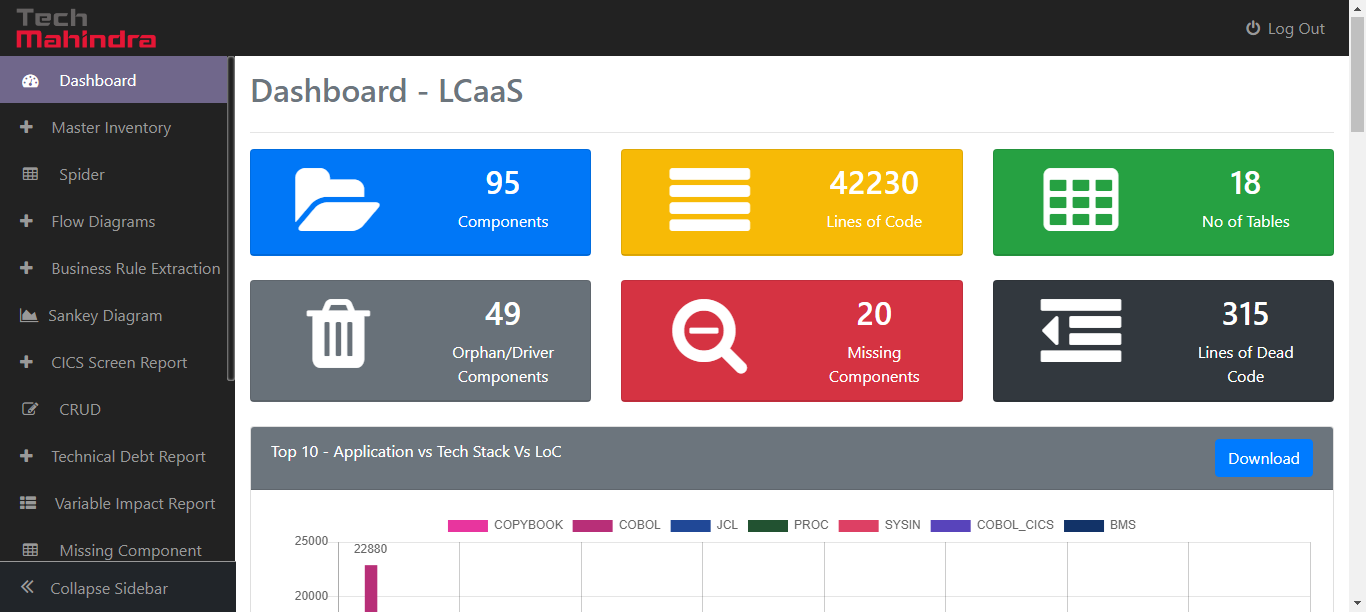 Tech
Mahindra
Log Out
Dashboard
Master Inventory
Spider
Flow Diagrams
Business Rule Extraction
Sankey Diagram
CICS Screen Report
CRUD
Technical Debt Report
Variable Impact Report
Missing Component
Collapse Sidebar
Dashboard - LCaaS
95
Components
42230
Lines of Code
18
No of Tables
49
Orphan/Driver
Components
20
Missing
Components
315
Lines of Dead
Code
Top 10 - Application vs Tech Stack Vs LoC
Download
COPYBOOK COBOL JCL PROC SYSIN COBOL_CICS BMS
25000
22880
20000